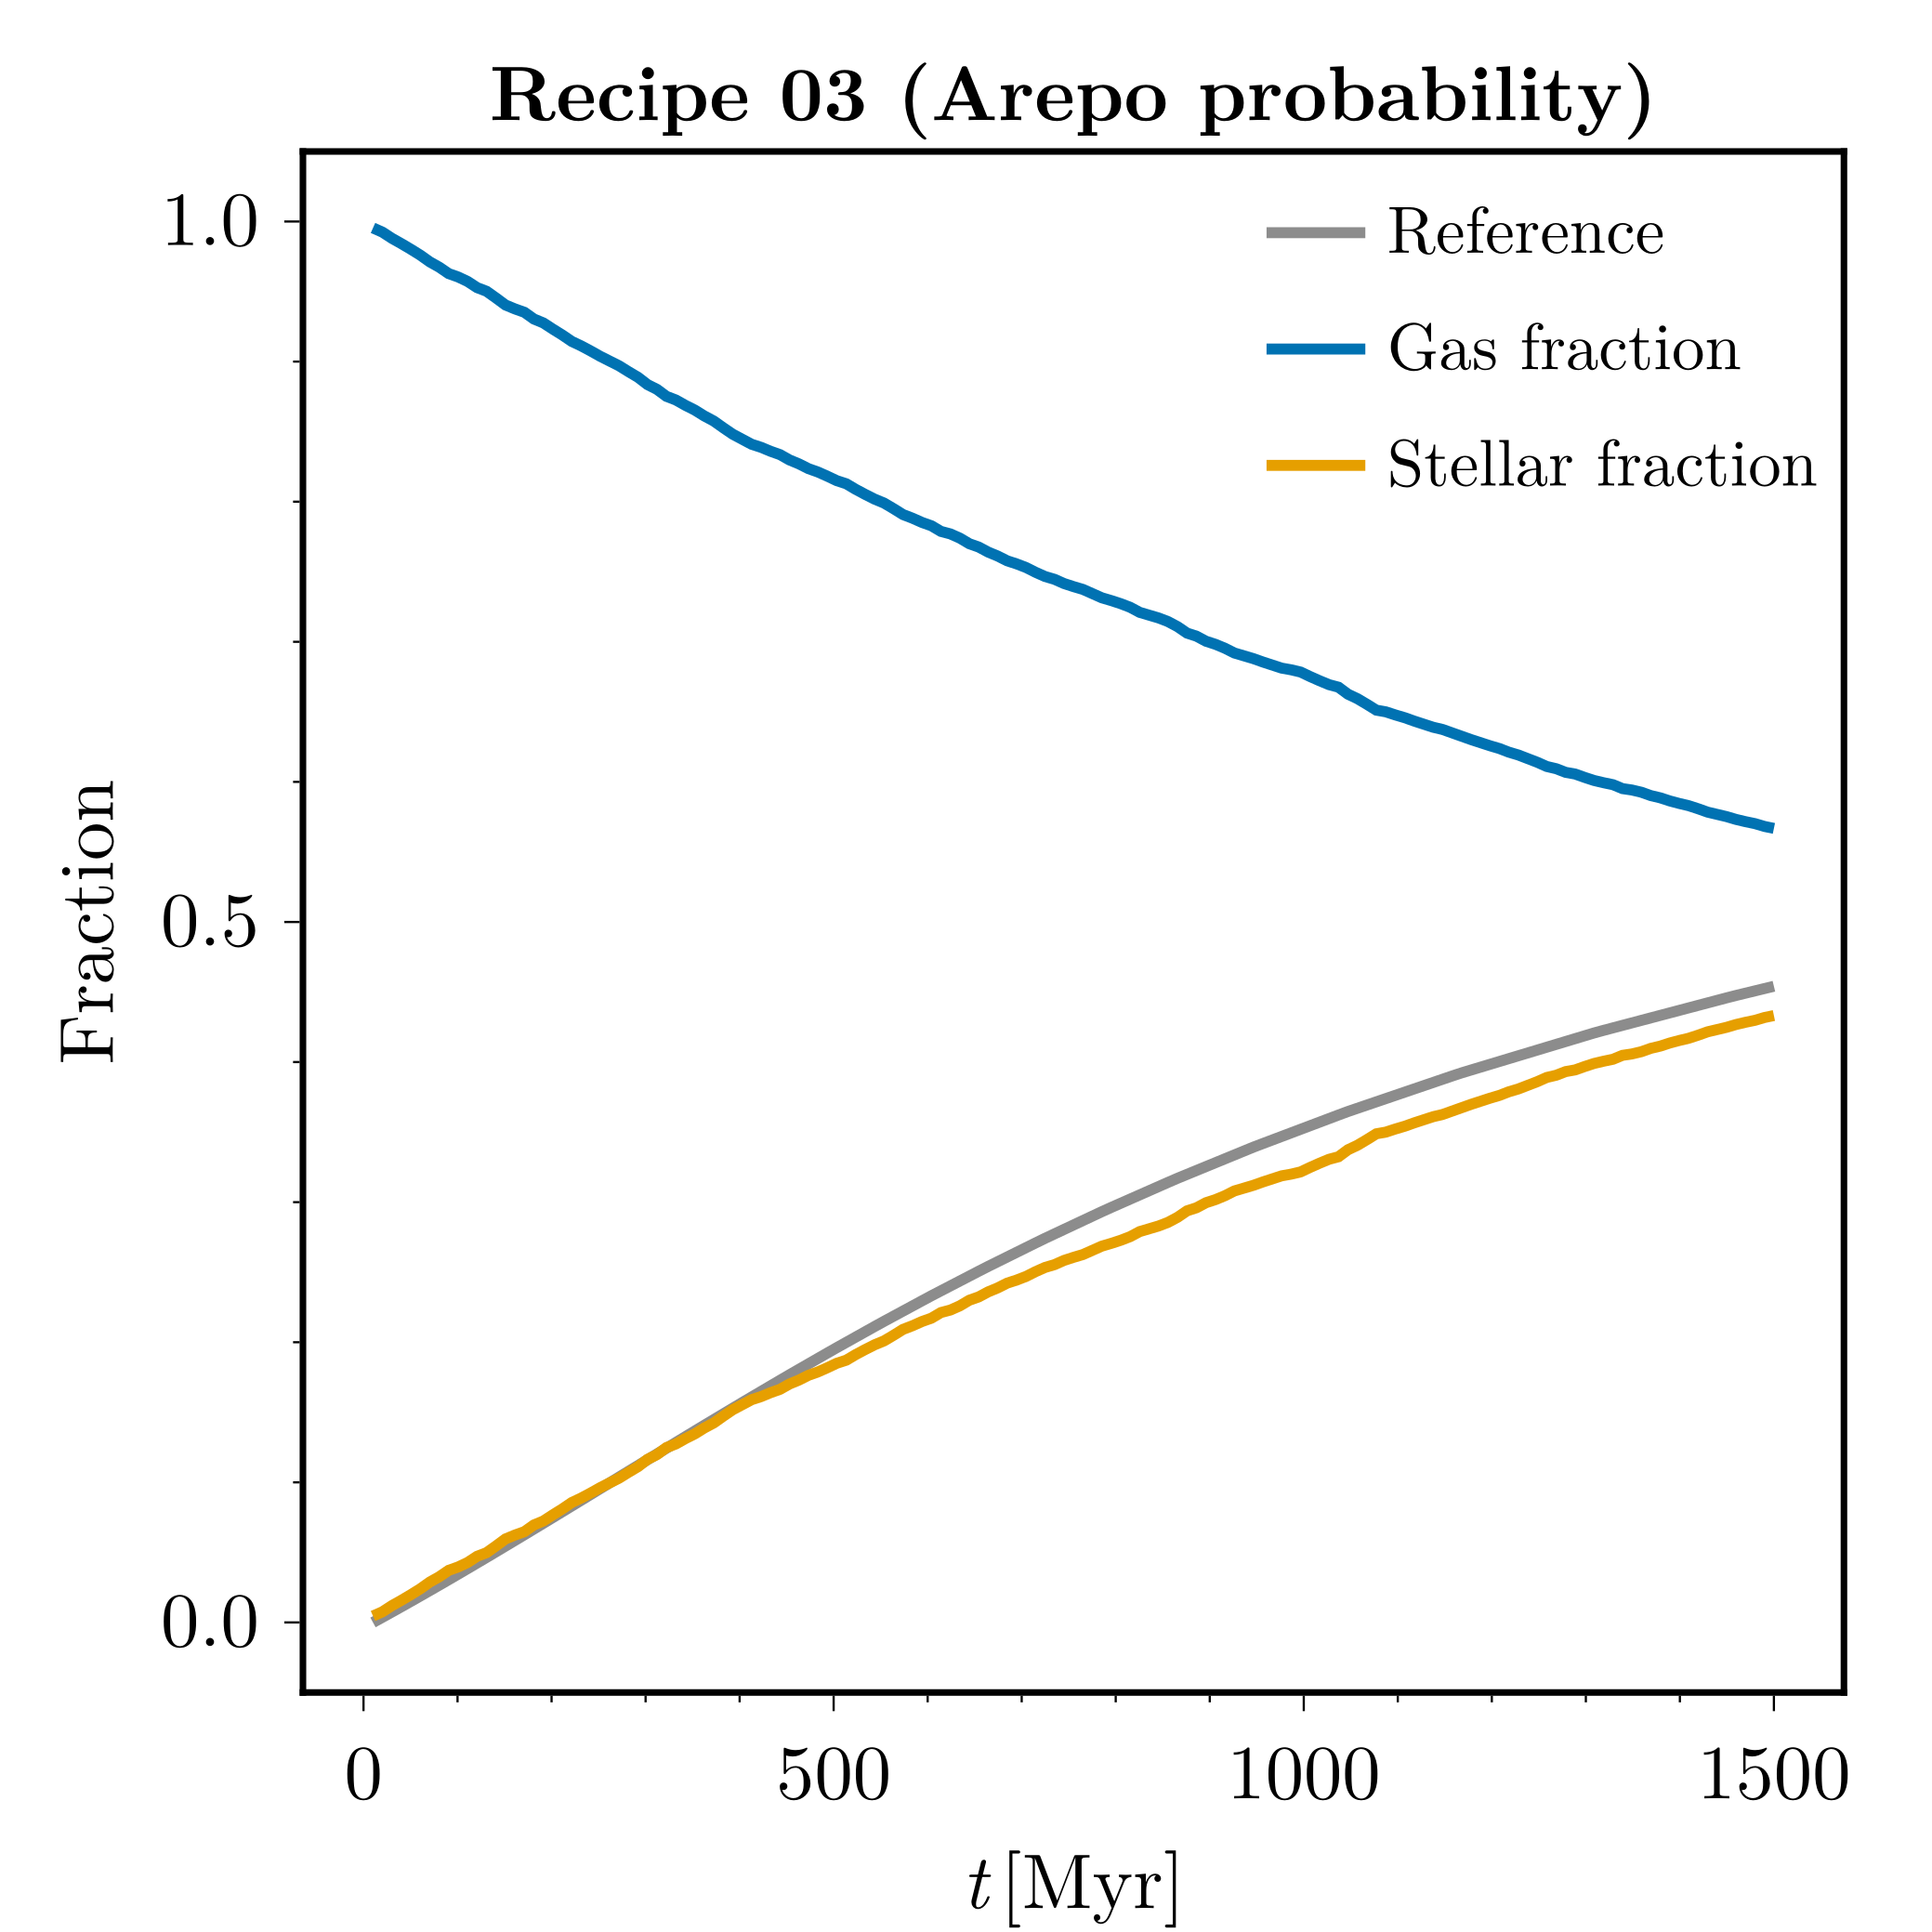 Recipe 03 (Arepo probability)
1.0
0.5
0.0
Fraction
Reference
Gas fraction
Stellar fraction
0 500 1000 1500
t [Myr]